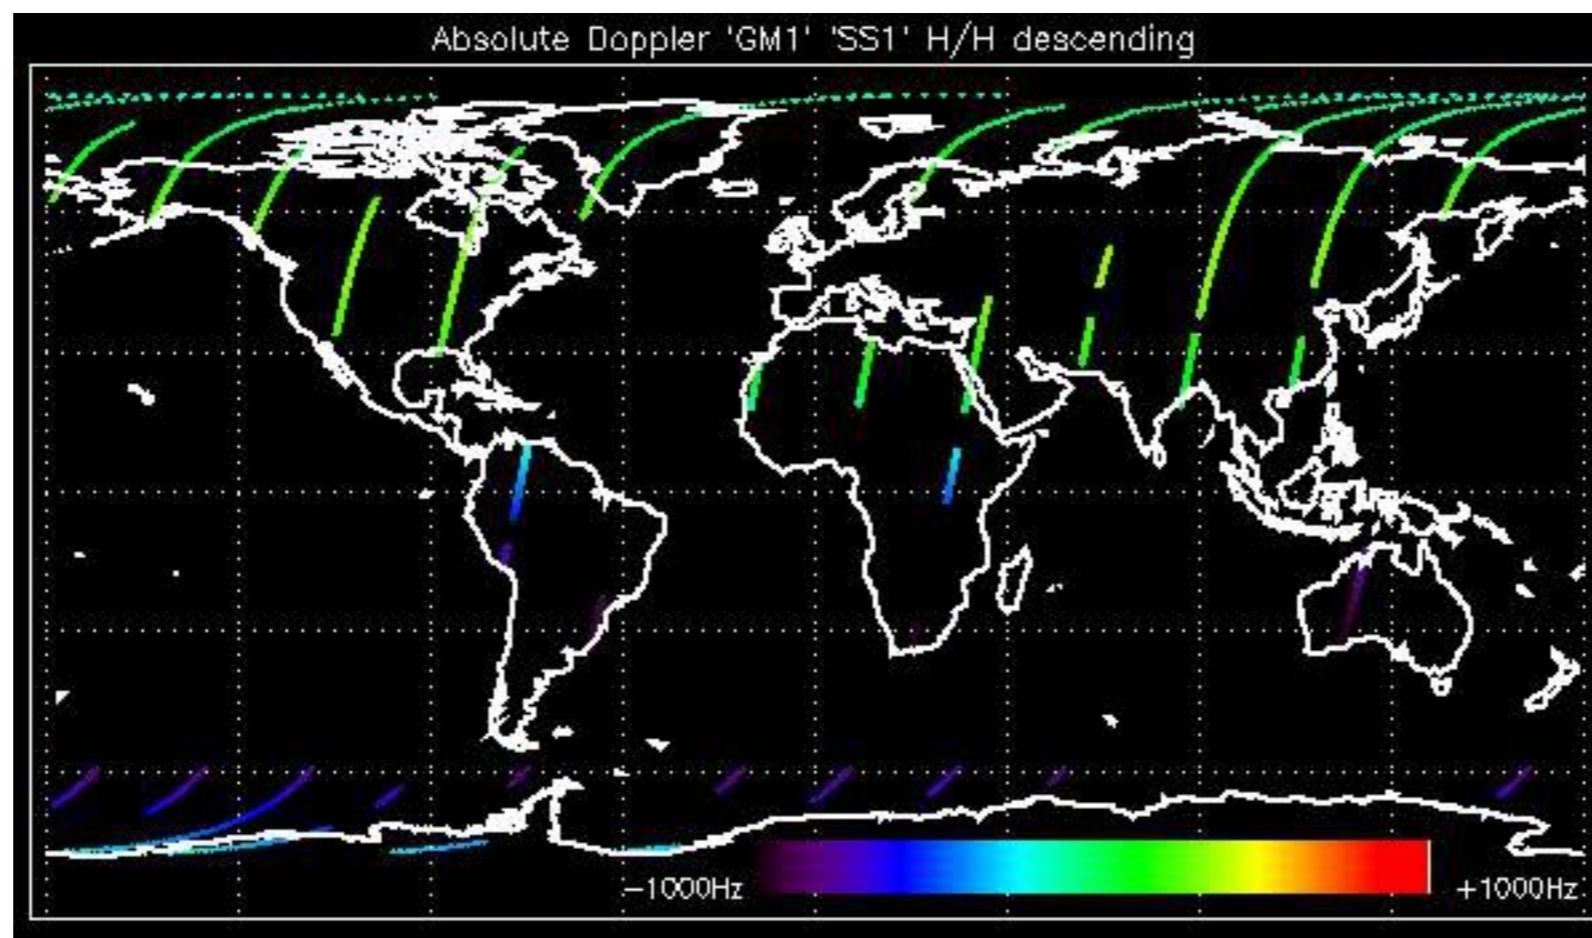 Absolute Doppler 'GM1' 'SS1' H/H descending
−1000Hz
+1000Hz